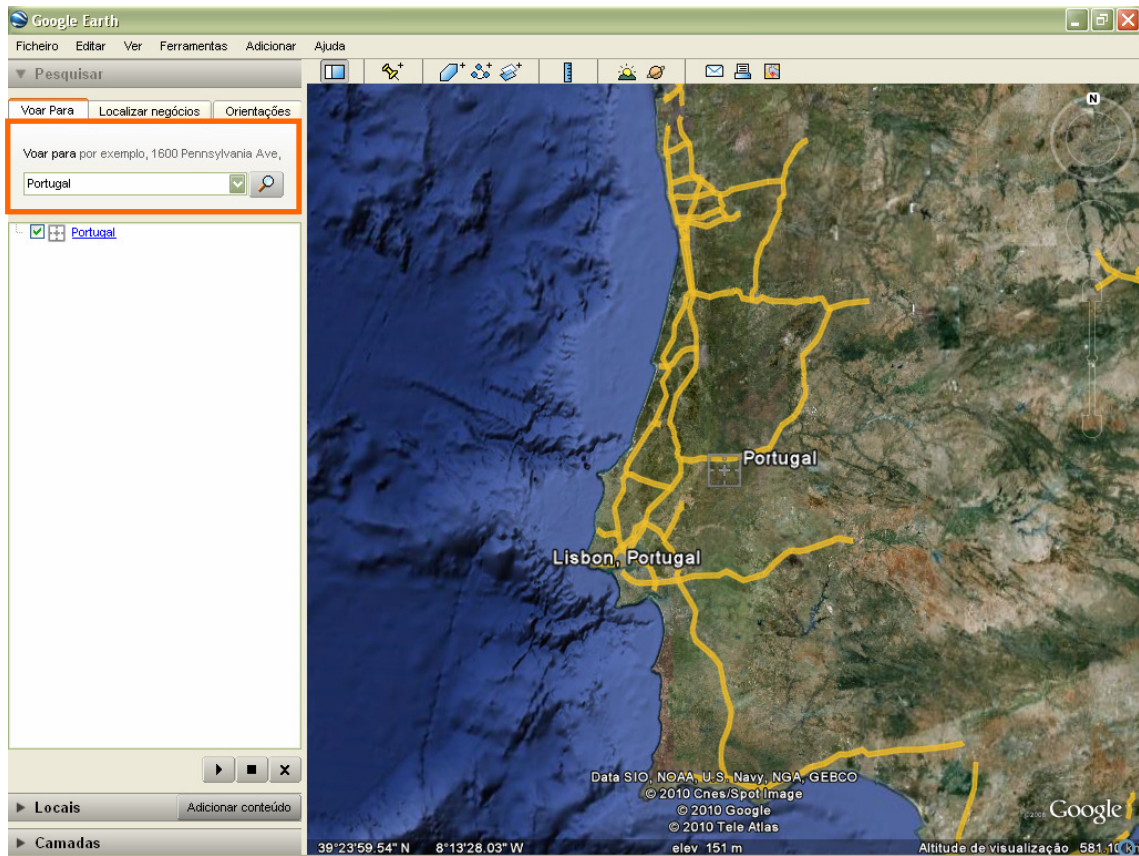 Google Earth
Ficheiro Editar Ver Ferramentas Adicionar Ajuda
Pesquisar
Voar Para Localizar negócios Orientações
Voar para por exemplo, 1600 Pennsylvania Ave,
Portugal
Portugal
N
Portugal
Lisbon, Portugal
Data SIO, NOAA, U.S. Navy, NGA, GEBCO
© 2010 Cnes/Spot Image
© 2010 Google
© 2010 Tele Atlas
Google
Locais Adicionar conteúdo
Camadas
39°23'59.54" N 8°13'28.03" W elev 151 m Altitude de visualização 581.10 km